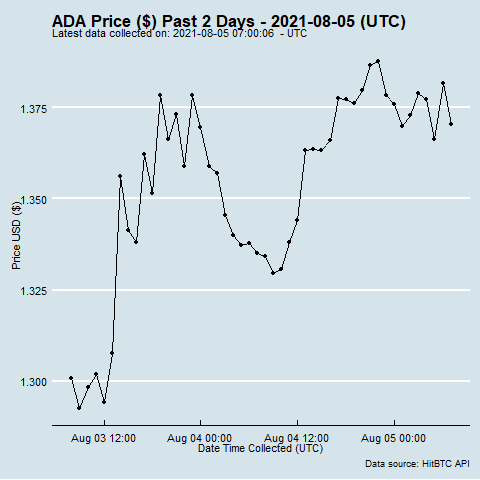 ADA Price ($) Past 2 Days - 2021-08-05 (UTC)
Latest data collected on: 2021-08-05 07:00:06 - UTC
1.375
1.350
1.325
1.300
Price USD ($)
Aug 03 12:00 Aug 04 00:00 Aug 04 12:00 Aug 05 00:00
Date Time Collected (UTC)
Data source: HitBTC API